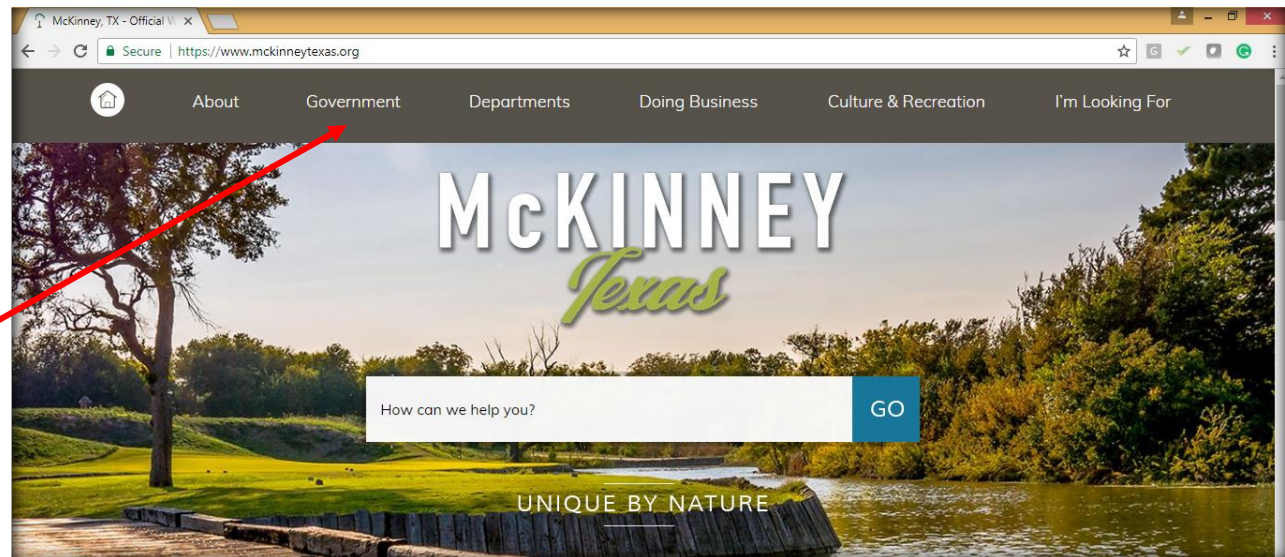 McKinney, TX - Official W
Secure | https://www.mckinneytexas.org
About Government Departments Doing Business Culture & Recreation I'm Looking For
McKINNEY
Texas
How can we help you? GO
UNIQUE BY NATURE